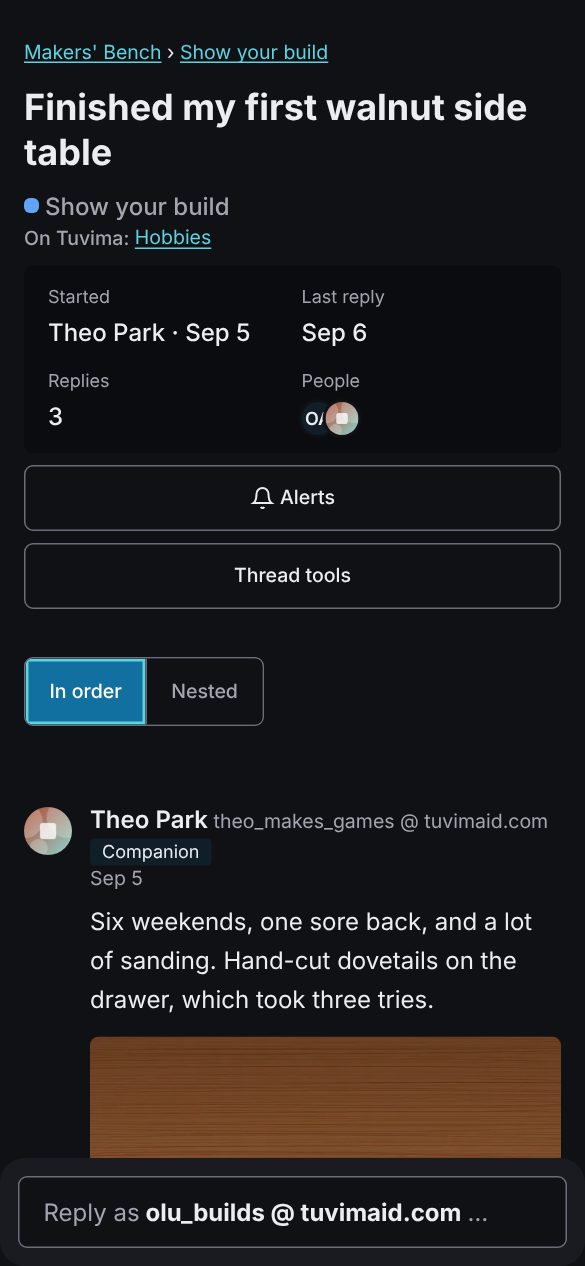 Makers' Bench › Show your build
Finished my first walnut side
table
Show your build
On Tuvima: Hobbies
Started
Theo Park · Sep 5
Last reply
Sep 6
Replies
3
People
Alerts
Thread tools
In order
Nested
Theo Park theo_makes_games @ tuvimaid.com
Companion
Sep 5
Six weekends, one sore back, and a lot
of sanding. Hand-cut dovetails on the
drawer, which took three tries.
Reply as olu_builds @ tuvimaid.com ...